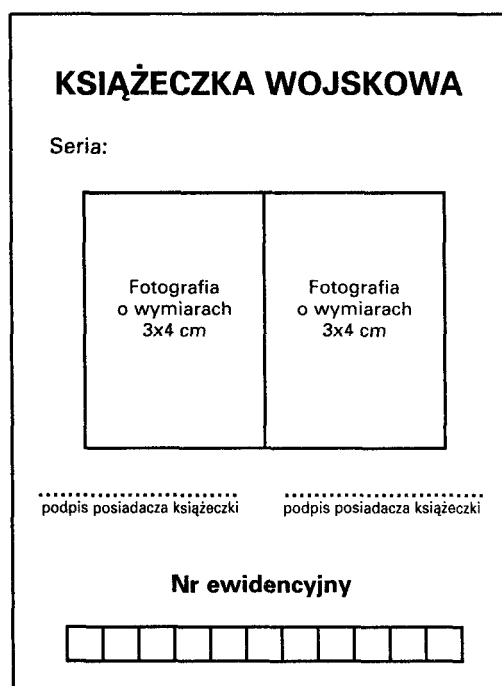 KSIĄŻECZKA WOJSKOWA
Seria:
Fotografia
o wymiarach
3x4 cm
Fotografia
o wymiarach
3x4 cm
podpis posiadacza książeczki
podpis posiadacza książeczki
Nr ewidencyjny